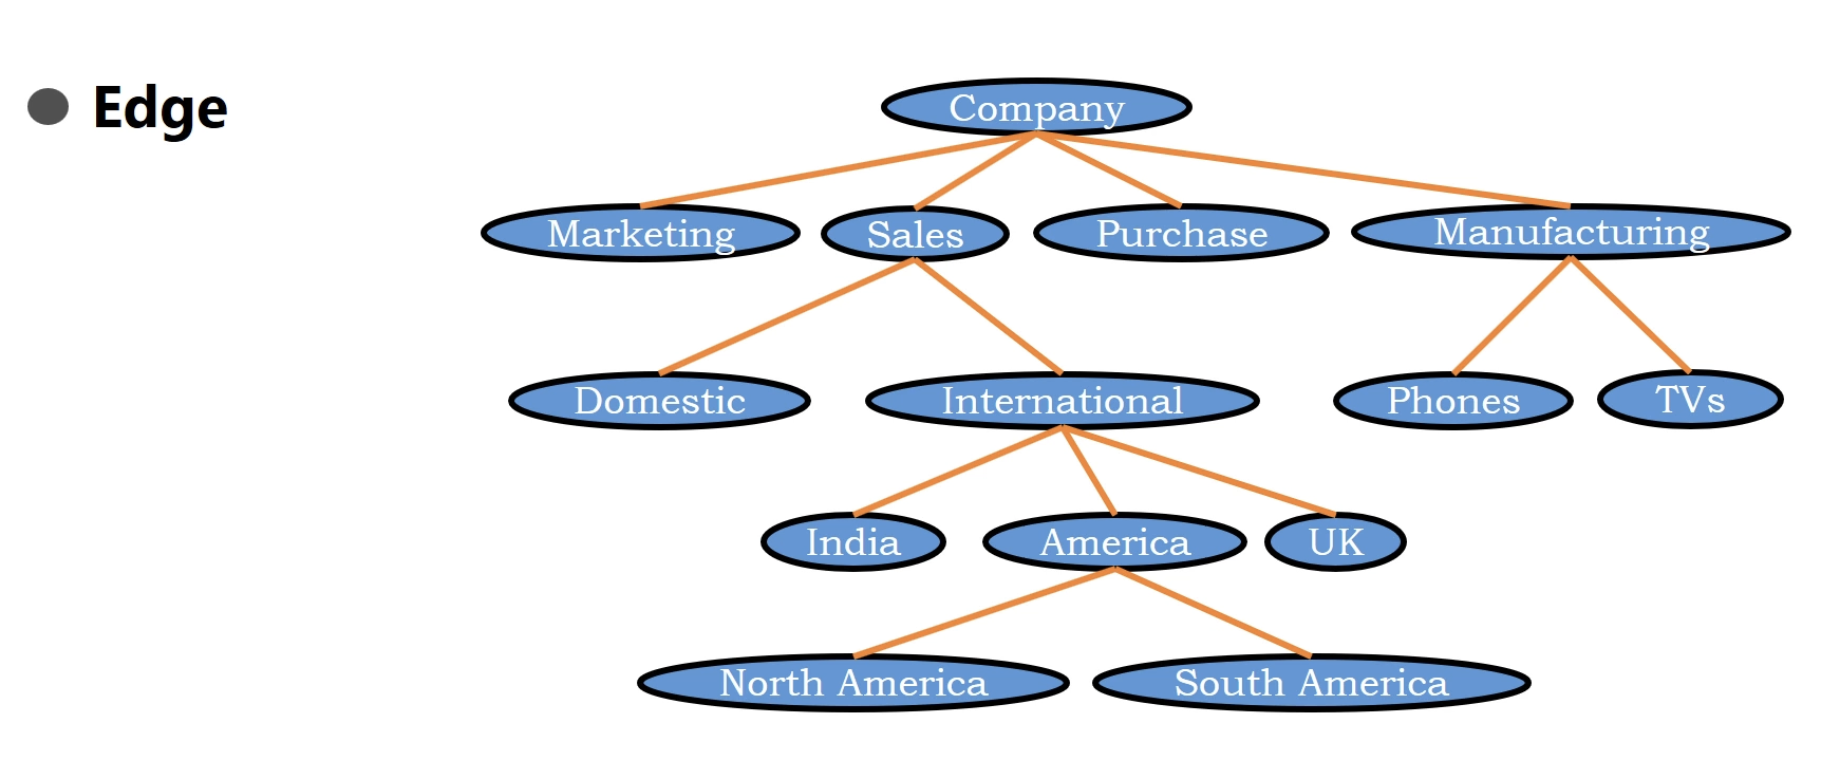 Edge
Company
Marketing Sales Purchase Manufacturing
Domestic International Phones TVs
India America UK
North America South America